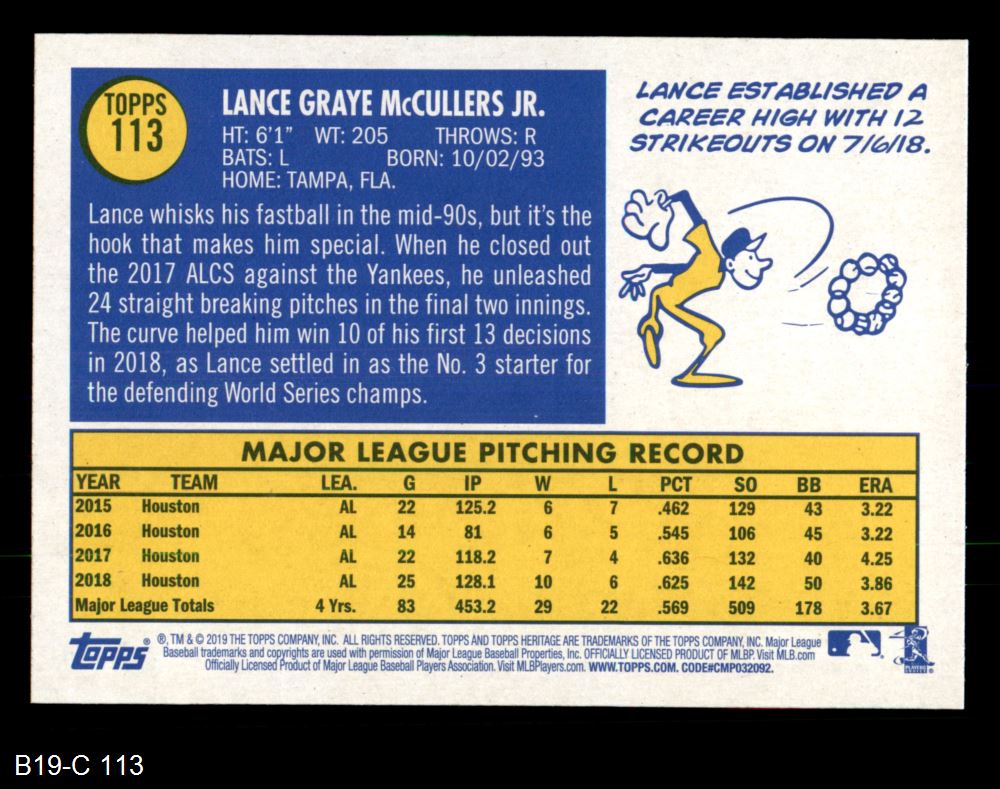 TOPPS
113
LANCE GRAYE McCULLERS JR.
HT: 6'1" WT: 205 THROWS: R
BATS: L BORN: 10/02/93
HOME: TAMPA, FLA.
Lance whisks his fastball in the mid-90s, but it's the
hook that makes him special. When he closed out
the 2017 ALCS against the Yankees, he unleashed
24 straight breaking pitches in the final two innings.
The curve helped him win 10 of his first 13 decisions
in 2018, as Lance settled in as the No. 3 starter for
the defending World Series champs.
LANCE ESTABLISHED A
CAREER HIGH WITH 12
STRIKEOUTS ON 7/6/18.
MAJOR LEAGUE PITCHING RECORD
YEAR TEAM LEA. G IP W L PCT SO BB ERA
2015 Houston AL 22 125.2 6 7 .462 129 43 3.22
2016 Houston AL 14 81 6 5 .545 106 45 3.22
2017 Houston AL 22 118.2 7 4 .636 132 40 4.25
2018 Houston AL 25 128.1 10 6 .625 142 50 3.86
Major League Totals 4 Yrs. 83 453.2 29 22 .569 509 178 3.67
Topps ® ®, TM & © 2019 THE TOPPS COMPANY, INC. ALL RIGHTS RESERVED. TOPPS AND TOPPS HERITAGE ARE TRADEMARKS OF THE TOPPS COMPANY, INC. Major League
Baseball trademarks and copyrights are used with permission of Major League Baseball Properties, Inc. OFFICIALLY LICENSED PRODUCT OF MLBP. Visit MLB.com
Officially Licensed Product of Major League Baseball Players Association. Visit MLBPlayers.com. WWW.TOPPS.COM. CODE#CMP032092.
B19-C 113